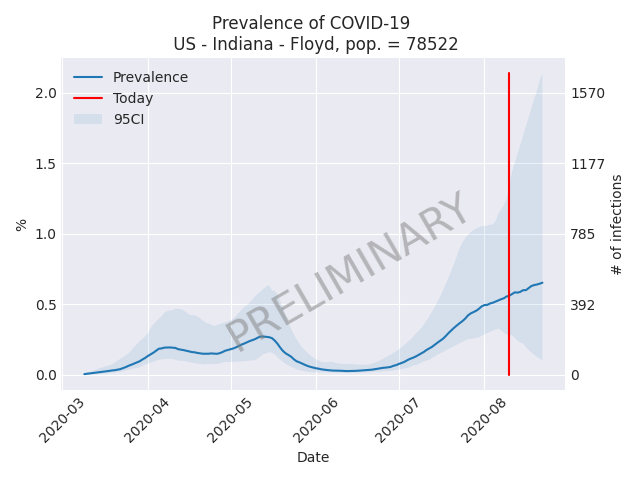 Prevalence of COVID-19
US - Indiana - Floyd, pop. = 78522
Prevalence
Today
95CI
2.0
1.5
1.0
0.5
0.0
%
1570
1177
785
392
0
# of infections
PRELIMINARY
2020-03
2020-04
2020-05
2020-06
2020-07
2020-08
Date